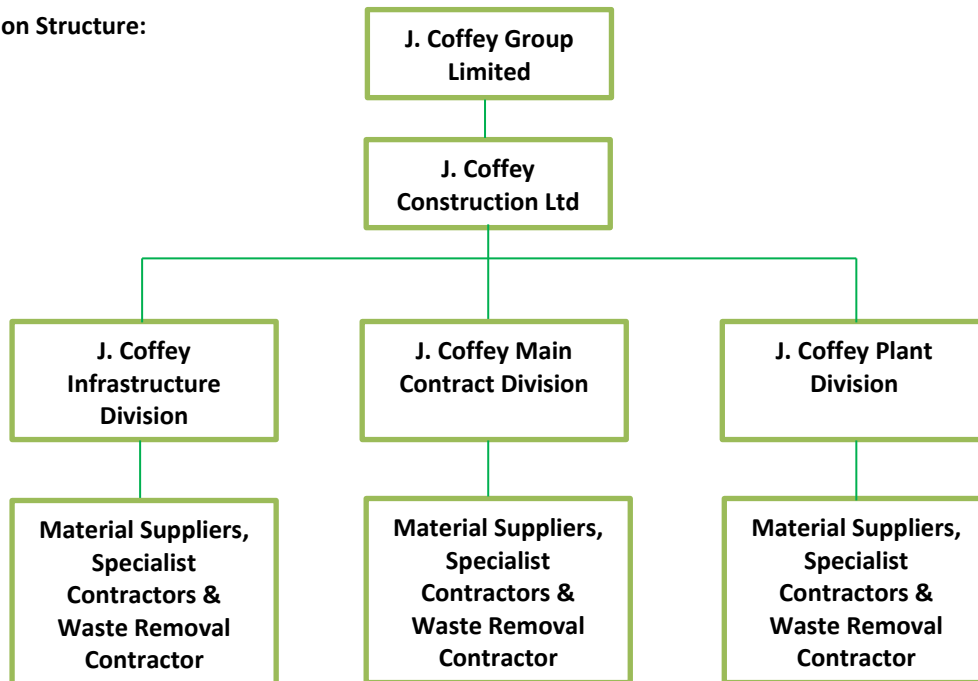 on Structure:
J. Coffey Group
Limited
J. Coffey
Construction Ltd
J. Coffey
Infrastructure
Division
J. Coffey Main
Contract Division
J. Coffey Plant
Division
Material Suppliers,
Specialist
Contractors &
Waste Removal
Contractor
Material Suppliers,
Specialist
Contractors &
Waste Removal
Contractor
Material Suppliers,
Specialist
Contractors &
Waste Removal
Contractor